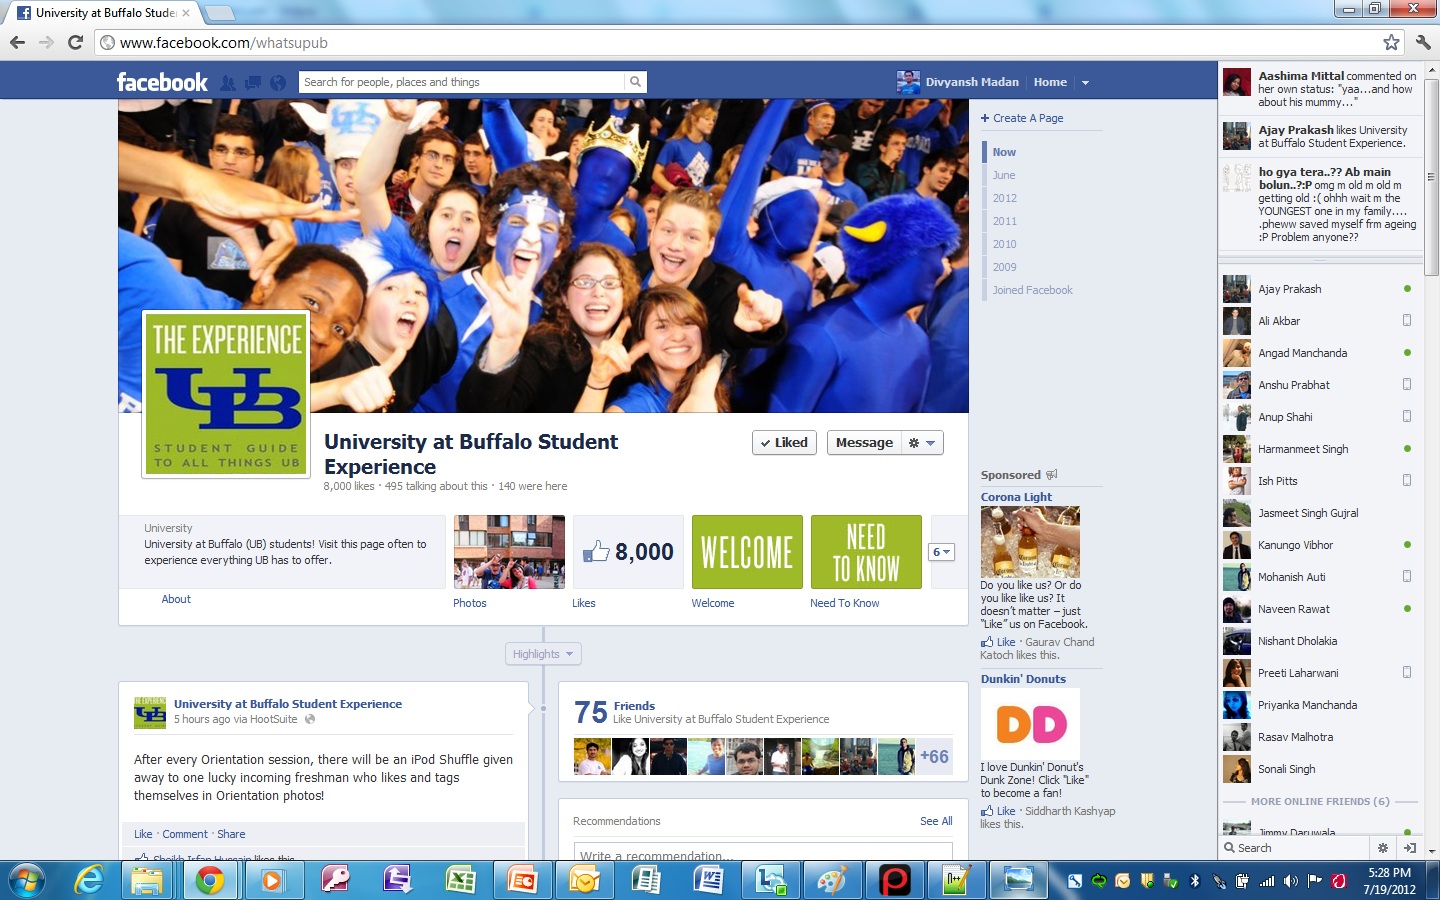 University at Buffalo Stude
www.facebook.com/whatsupub
facebook
Search for people, places and things
Divyansh Madan
Home
UB
THE EXPERIENCE
UB
STUDENT GUIDE
TO ALL THINGS UB
University at Buffalo Student
Experience
8,000 likes · 495 talking about this · 140 were here
Liked
Message
University
University at Buffalo (UB) students! Visit this page often to
experience everything UB has to offer.
About
Photos
8,000
Likes
WELCOME
Welcome
NEED
TO KNOW
Need To Know
6
Highlights
University at Buffalo Student Experience
5 hours ago via HootSuite
After every Orientation session, there will be an iPod Shuffle given
away to one lucky incoming freshman who likes and tags
themselves in Orientation photos!
Like · Comment · Share
Sheikh Irfan Hussain likes this.
75
Friends
Like University at Buffalo Student Experience
+66
Recommendations
See All
Write a recommendation...
+ Create A Page
Now
June
2012
2011
2010
2009
Joined Facebook
Sponsored
Corona Light
Do you like us? Or do
you like like us? It
doesn't matter – just
"Like" us on Facebook.
Like · Gaurav Chand
Katoch likes this.
Dunkin' Donuts
DD
I love Dunkin' Donut's
Dunk Zone! Click "Like"
to become a fan!
Like · Siddharth Kashyap
likes this.
Aashima Mittal commented on
her own status: "yaa...and how
about his mummy..."
Ajay Prakash likes University
at Buffalo Student Experience.
ho gya tera..?? Ab main
bolun..?:P omg m old m old m
getting old :( ohhh wait m the
YOUNGEST one in my family....
.pheww saved myself frm ageing
:P Problem anyone??
Ajay Prakash
Ali Akbar
Angad Manchanda
Anshu Prabhat
Anup Shahi
Harmanmeet Singh
Ish Pitts
Jasmeet Singh Gujral
Kanungo Vibhor
Mohanish Auti
Naveen Rawat
Nishant Dholakia
Preeti Laharwani
Priyanka Manchanda
Rasav Malhotra
Sonali Singh
MORE ONLINE FRIENDS (6)
Jimmy Daruwala
Search
5:28 PM
7/19/2012